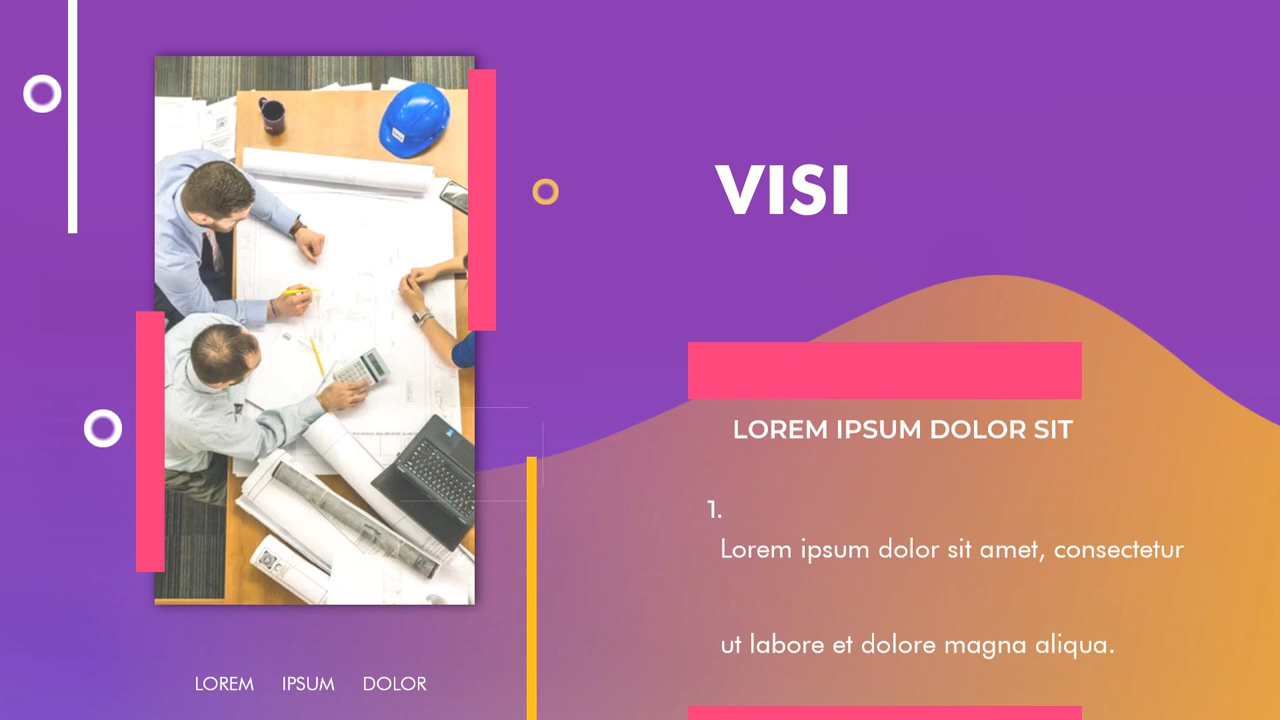 VISI
LOREM IPSUM DOLOR SIT
1.
Lorem ipsum dolor sit amet, consectetur
ut labore et dolore magna aliqua.
LOREM IPSUM DOLOR